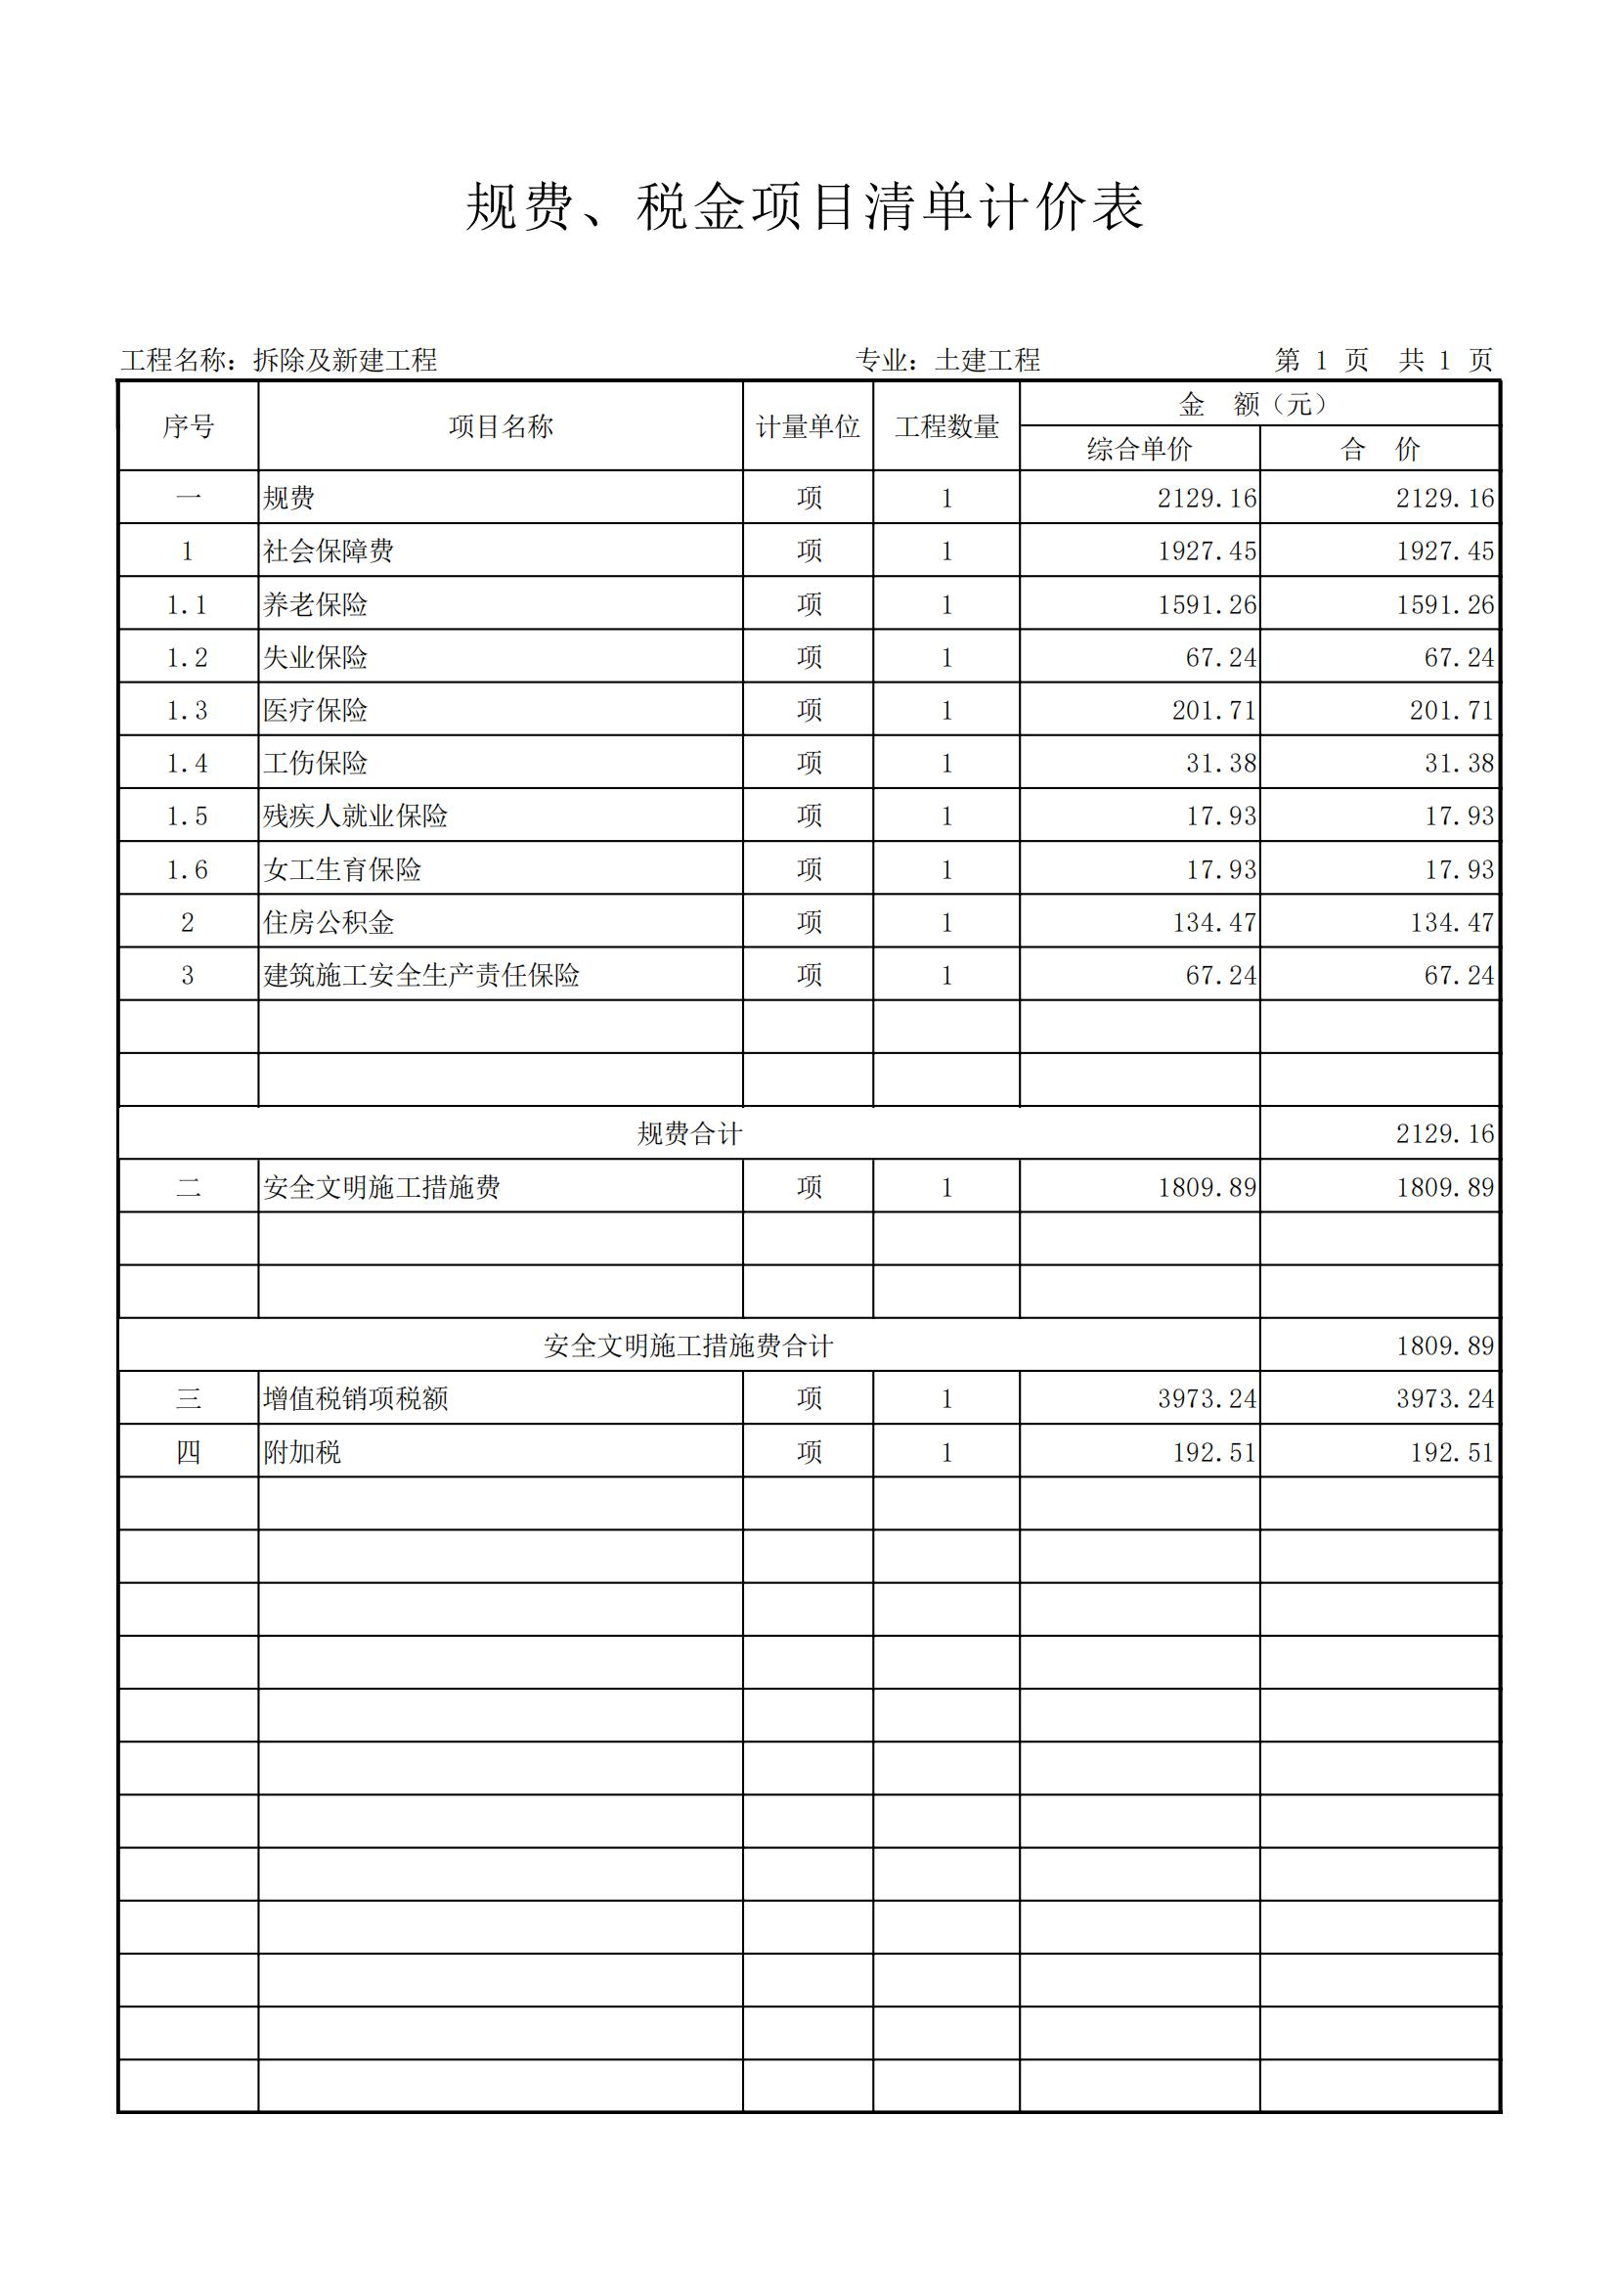 规费、税金项目清单计价表
工程名称：拆除及新建工程 专业：土建工程 第 1 页 共 1 页
序号 项目名称 计量单位 工程数量 金 额（元）
综合单价 合 价
一 规费 项 1 2129.16 2129.16
1 社会保障费 项 1 1927.45 1927.45
1.1 养老保险 项 1 1591.26 1591.26
1.2 失业保险 项 1 67.24 67.24
1.3 医疗保险 项 1 201.71 201.71
1.4 工伤保险 项 1 31.38 31.38
1.5 残疾人就业保险 项 1 17.93 17.93
1.6 女工生育保险 项 1 17.93 17.93
2 住房公积金 项 1 134.47 134.47
3 建筑施工安全生产责任保险 项 1 67.24 67.24
规费合计 2129.16
二 安全文明施工措施费 项 1 1809.89 1809.89
安全文明施工措施费合计 1809.89
三 增值税销项税额 项 1 3973.24 3973.24
四 附加税 项 1 192.51 192.51